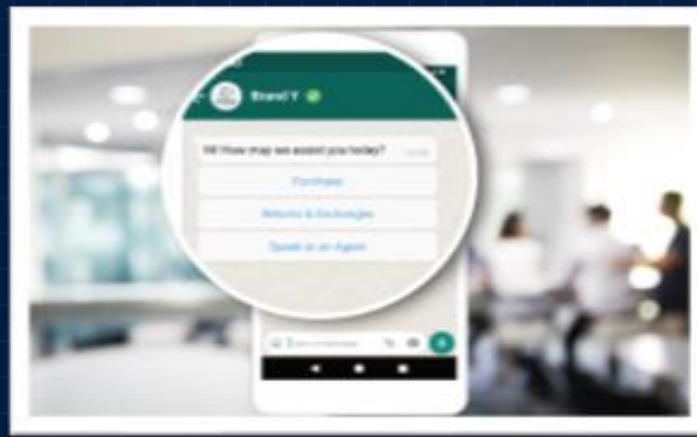 Brand Y
Hi! How may we assist you today?
Purchase
Returns & Exchanges
Speak to an Agent